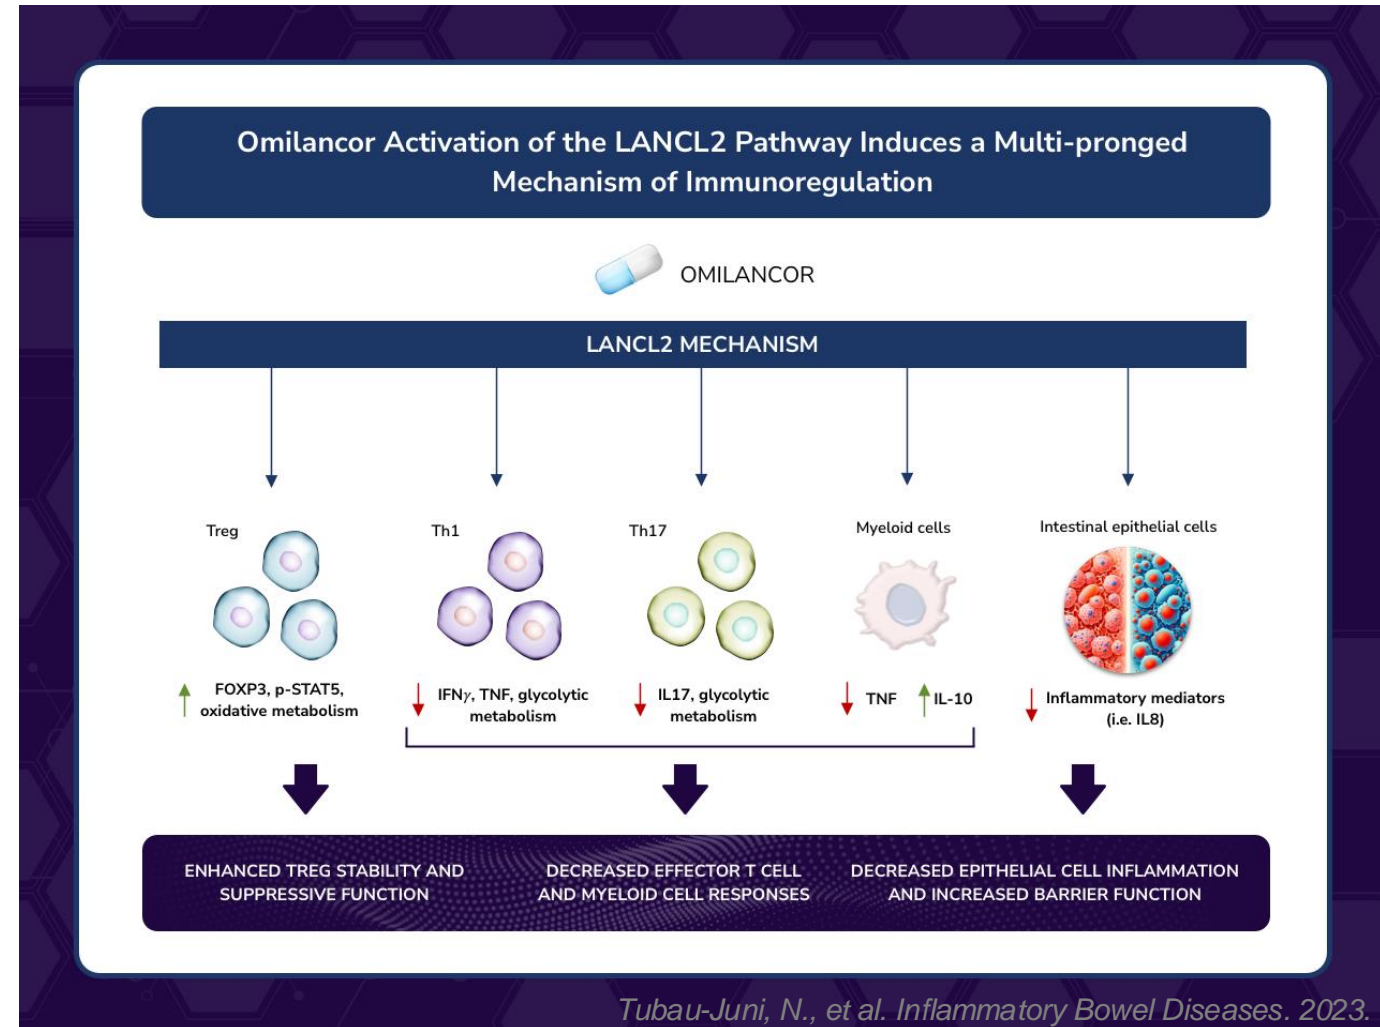 Omilancor Activation of the LANCL2 Pathway Induces a Multi-pronged
Mechanism of Immunoregulation
OMILANCOR
LANCL2 MECHANISM
Treg
Th1
Th17
Myeloid cells
Intestinal epithelial cells
FOXP3, p-STAT5,
oxidative metabolism
IFNγ, TNF, glycolytic
metabolism
IL17, glycolytic
metabolism
TNF
IL-10
Inflammatory mediators
(i.e. IL8)
ENHANCED TREG STABILITY AND
SUPPRESSIVE FUNCTION
DECREASED EFFECTOR T CELL
AND MYELOID CELL RESPONSES
DECREASED EPITHELIAL CELL INFLAMMATION
AND INCREASED BARRIER FUNCTION
Tubau-Juni, N., et al. Inflammatory Bowel Diseases. 2023.